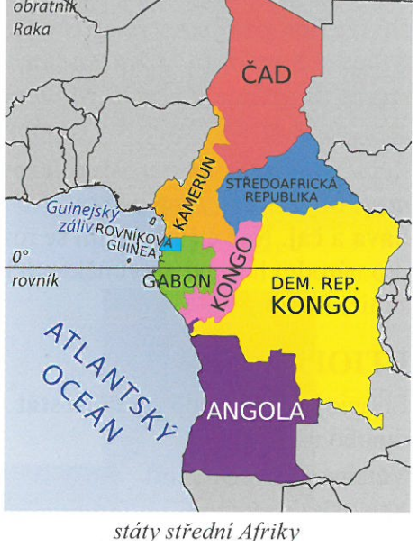 obratník
Raka
ČAD
KAMERUN
STŘEDOAFRICKÁ
REPUBLIKA
Guinejský
záliv
ROVNÍKOVÁ
GUINEA
0°
rovník
GABON
KONGO
DEM. REP.
KONGO
ATLANTSKÝ
OCEÁN
ANGOLA
státy střední Afriky